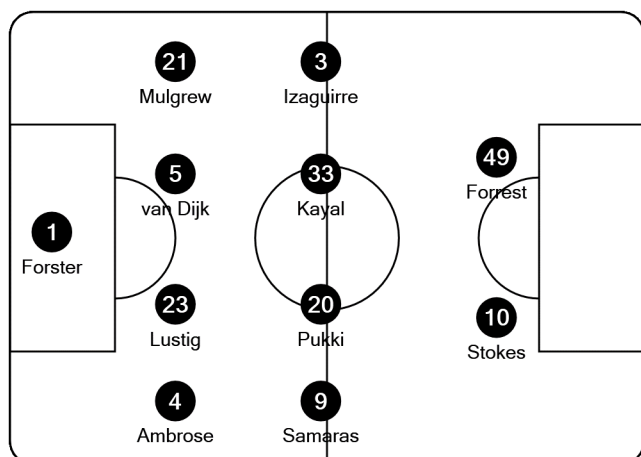 21
Mulgrew
3
Izaguirre
49
Forrest
5
van Dijk
33
Kayal
1
Forster
23
Lustig
20
Pukki
10
Stokes
4
Ambrose
9
Samaras